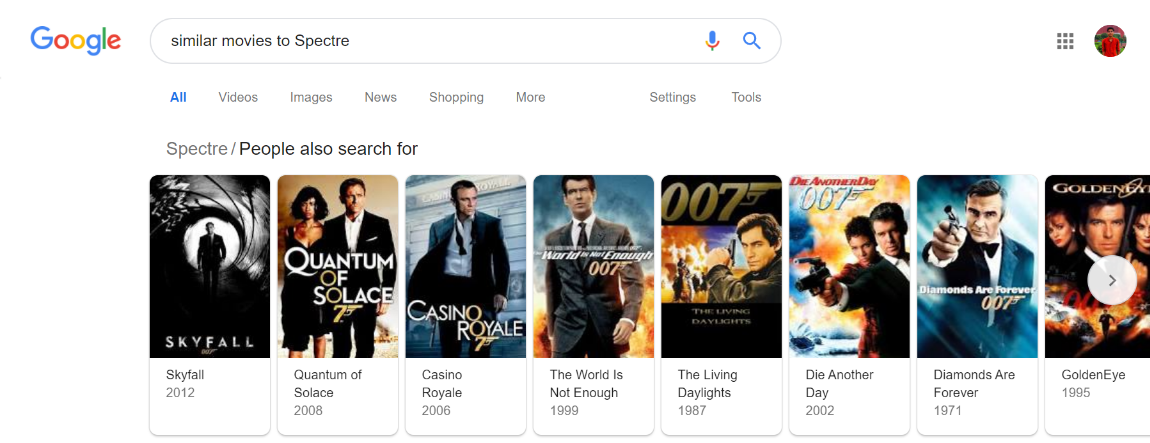 Google
similar movies to Spectre
All Videos Images News Shopping More Settings Tools
Spectre / People also search for
SKYFALL
007
Skyfall
2012
QUANTUM
OF
SOLACE
007
Quantum of
Solace
2008
CASINO ROYALE
CASINO
ROYALE
007
Casino
Royale
2006
The World Is Not Enough
007
The World Is
Not Enough
1999
007
THE LIVING
DAYLIGHTS
The Living
Daylights
1987
DIE ANOTHER DAY
007
Die Another
Day
2002
Diamonds Are Forever
007
Diamonds Are
Forever
1971
GOLDENEYE
007
GoldenEye
1995